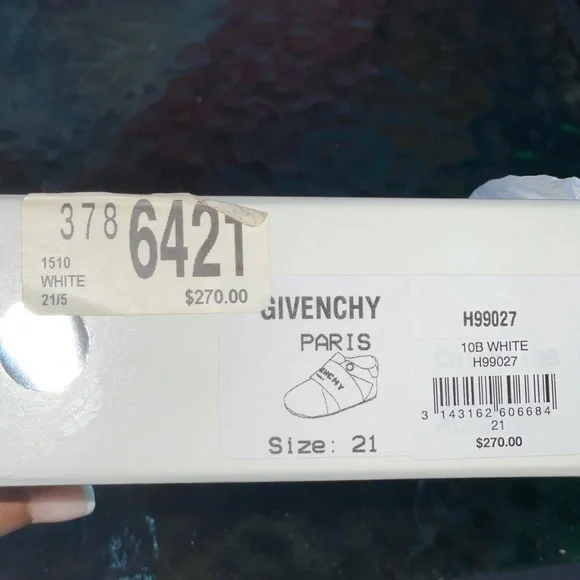 378 6421
1510
WHITE
21/5
$270.00
GIVENCHY
PARIS
Size: 21
H99027
10B WHITE
H99027
3 143162 606684
21
$270.00